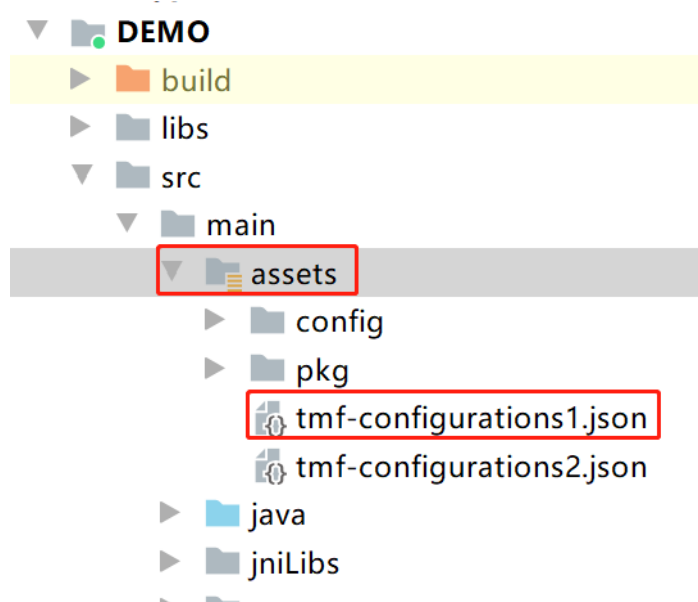 DEMO
build
libs
src
main
assets
config
pkg
tmf-configurations1.json
tmf-configurations2.json
java
jniLibs